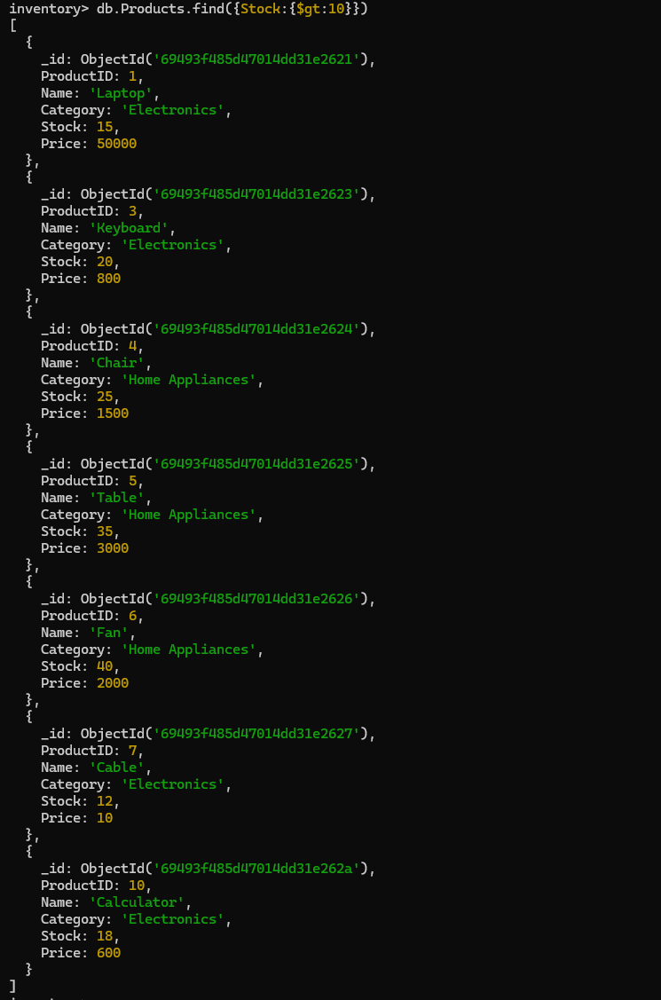 inventory> db.Products.find({Stock:{$gt:10}})
[
  {
    _id: ObjectId('69493f485d47014dd31e2621'),
    ProductID: 1,
    Name: 'Laptop',
    Category: 'Electronics',
    Stock: 15,
    Price: 50000
  },
  {
    _id: ObjectId('69493f485d47014dd31e2623'),
    ProductID: 3,
    Name: 'Keyboard',
    Category: 'Electronics',
    Stock: 20,
    Price: 800
  },
  {
    _id: ObjectId('69493f485d47014dd31e2624'),
    ProductID: 4,
    Name: 'Chair',
    Category: 'Home Appliances',
    Stock: 25,
    Price: 1500
  },
  {
    _id: ObjectId('69493f485d47014dd31e2625'),
    ProductID: 5,
    Name: 'Table',
    Category: 'Home Appliances',
    Stock: 35,
    Price: 3000
  },
  {
    _id: ObjectId('69493f485d47014dd31e2626'),
    ProductID: 6,
    Name: 'Fan',
    Category: 'Home Appliances',
    Stock: 40,
    Price: 2000
  },
  {
    _id: ObjectId('69493f485d47014dd31e2627'),
    ProductID: 7,
    Name: 'Cable',
    Category: 'Electronics',
    Stock: 12,
    Price: 10
  },
  {
    _id: ObjectId('69493f485d47014dd31e262a'),
    ProductID: 10,
    Name: 'Calculator',
    Category: 'Electronics',
    Stock: 18,
    Price: 600
  }
]